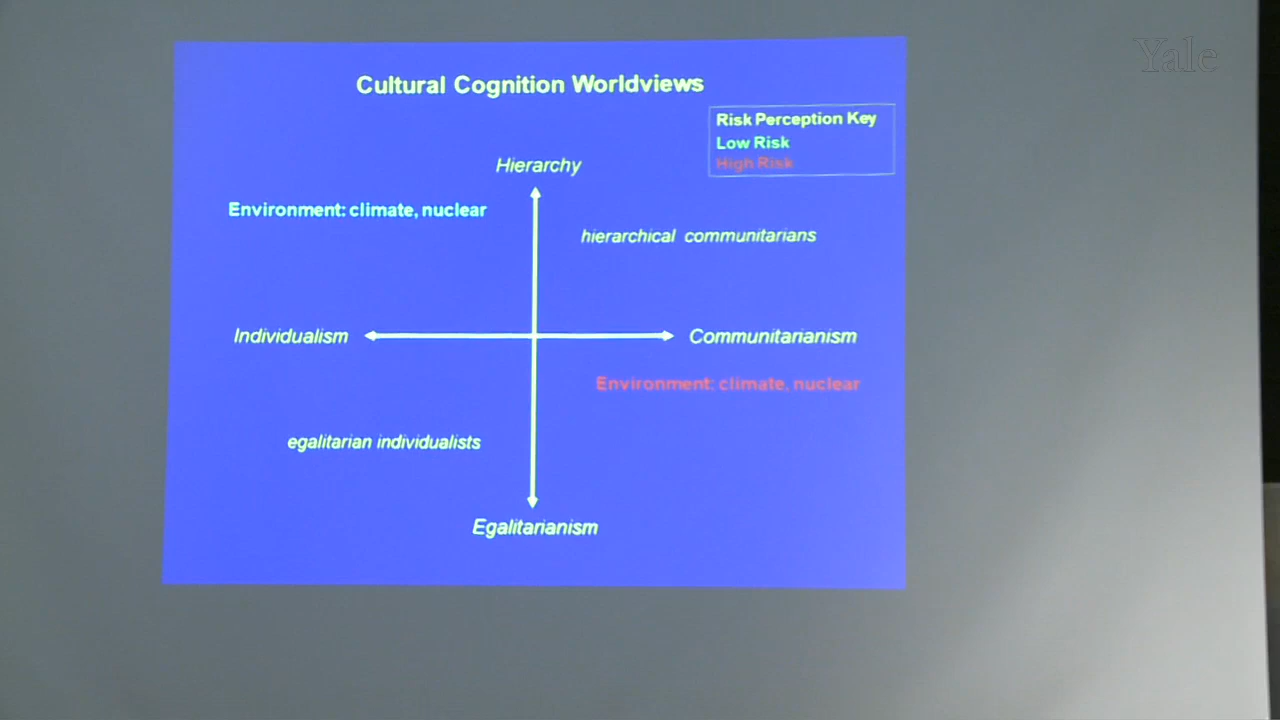 Yale
Cultural Cognition Worldviews
Risk Perception Key
Low Risk
High Risk
Hierarchy
Environment: climate, nuclear
hierarchical communitarians
Individualism
Communitarianism
Environment: climate, nuclear
egalitarian individualists
Egalitarianism